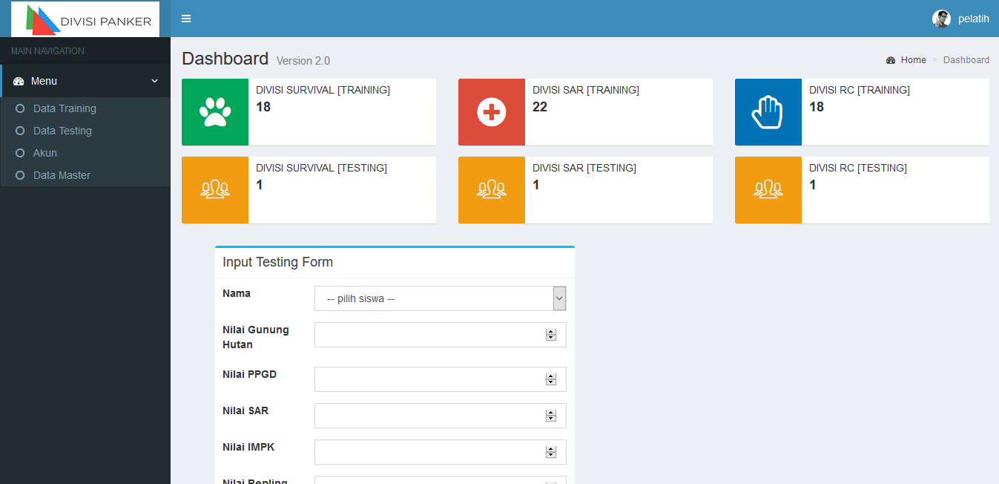 DIVISI PANKER
pelatih
MAIN NAVIGATION
Menu
Data Training
Data Testing
Akun
Data Master
Dashboard Version 2.0
Home > Dashboard
DIVISI SURVIVAL [TRAINING]
18
DIVISI SAR [TRAINING]
22
DIVISI RC [TRAINING]
18
DIVISI SURVIVAL [TESTING]
1
DIVISI SAR [TESTING]
1
DIVISI RC [TESTING]
1
Input Testing Form
Nama
-- pilih siswa --
Nilai Gunung
Hutan
Nilai PPGD
Nilai SAR
Nilai IMPK
Nilai Repling